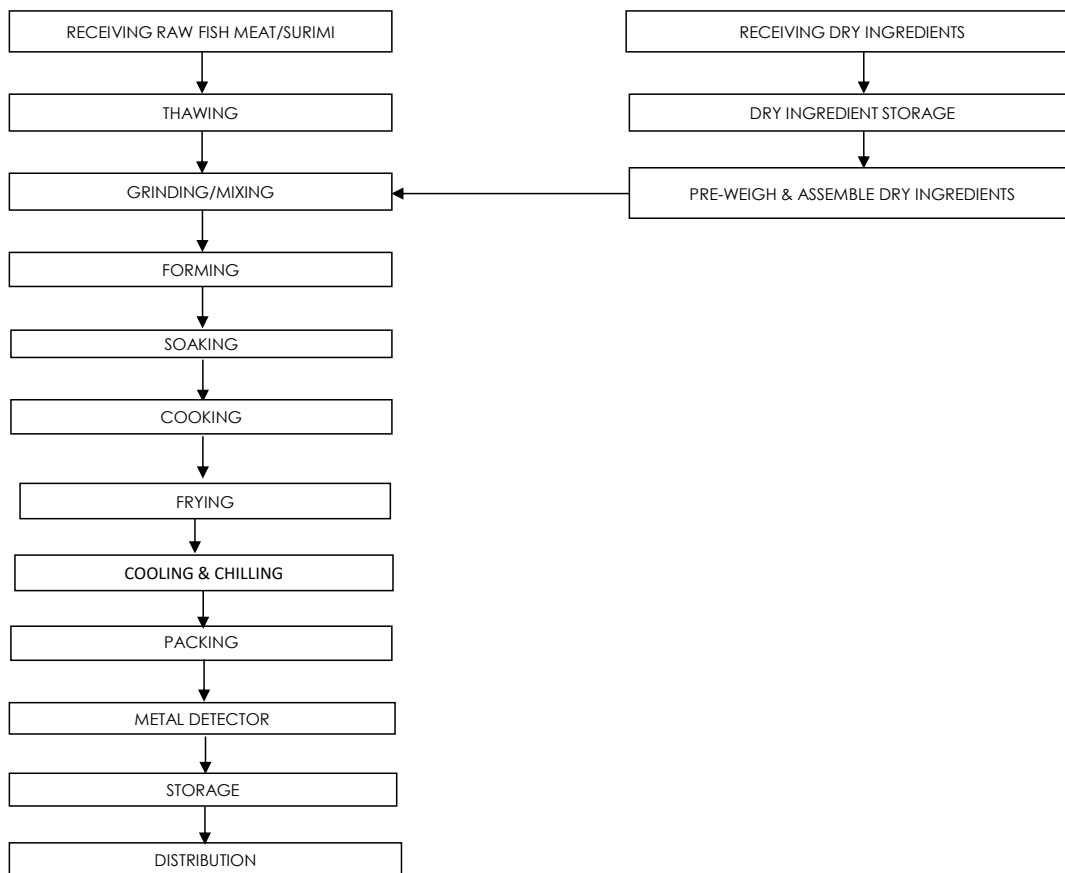 RECEIVING RAW FISH MEAT/SURIMI
RECEIVING DRY INGREDIENTS
THAWING
DRY INGREDIENT STORAGE
GRINDING/MIXING
PRE-WEIGH & ASSEMBLE DRY INGREDIENTS
FORMING
SOAKING
COOKING
FRYING
COOLING & CHILLING
PACKING
METAL DETECTOR
STORAGE
DISTRIBUTION